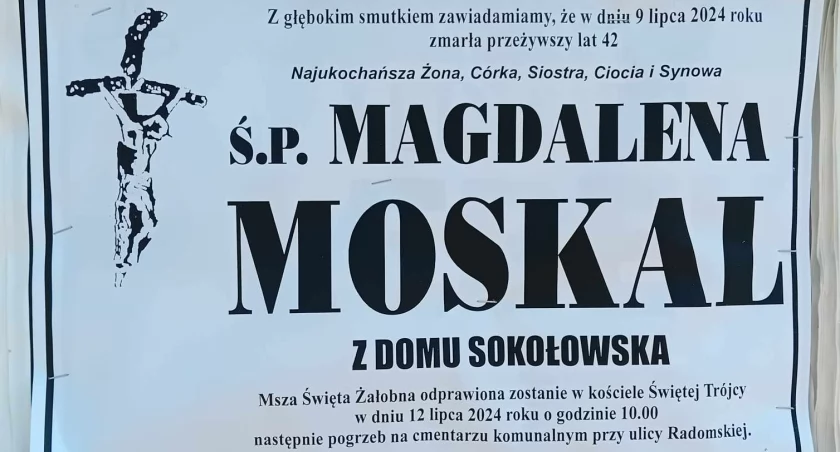 Z głębokim smutkiem zawiadamiamy, że w dniu 9 lipca 2024 roku
zmarła przeżywszy lat 42
Najukochańsza Żona, Córka, Siostra, Ciocia i Synowa
Ś.P. MAGDALENA
MOSKAL
Z DOMU SOKOŁOWSKA
Msza Święta Żałobna odprawiona zostanie w kościele Świętej Trójcy
w dniu 12 lipca 2024 roku o godzinie 10.00
następnie pogrzeb na cmentarzu komunalnym przy ulicy Radomskiej.